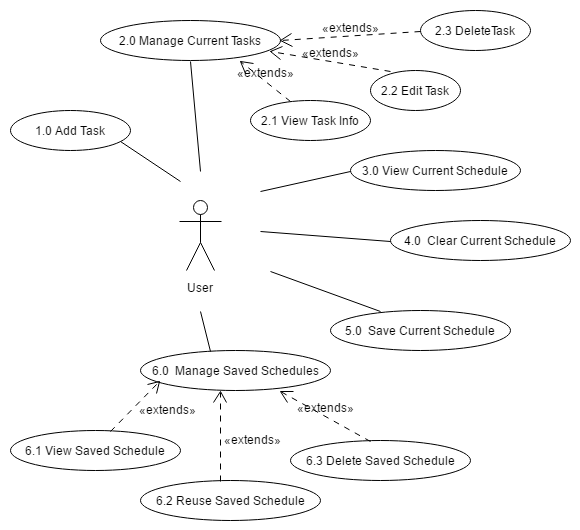 «extends»
2.3 DeleteTask
2.0 Manage Current Tasks
«extends»
«extends»
2.2 Edit Task
2.1 View Task Info
1.0 Add Task
3.0 View Current Schedule
4.0  Clear Current Schedule
User
5.0  Save Current Schedule
6.0  Manage Saved Schedules
«extends»
«extends»
«extends»
6.1 View Saved Schedule
6.3 Delete Saved Schedule
6.2 Reuse Saved Schedule